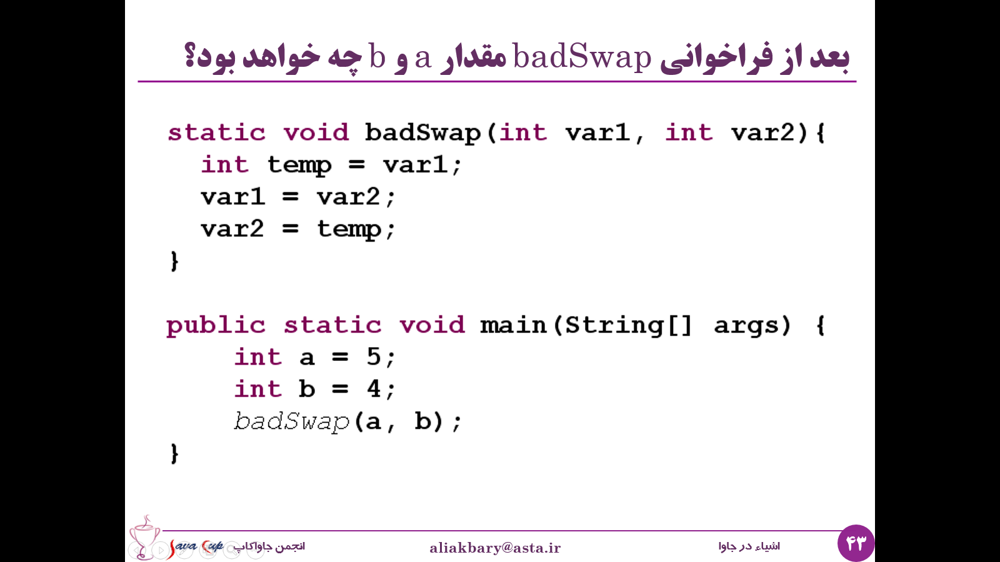 بعد از فراخوانی badSwap مقدار a و b چه خواهد بود؟
static void badSwap(int var1, int var2){
int temp = var1;
var1 = var2;
var2 = temp;
}
public static void main(String[] args) {
int a = 5;
int b = 4;
badSwap(a, b);
}
۴۳
اشیاء در جاوا
aliakbary@asta.ir
انجمن جاواکاپ
Java Cup